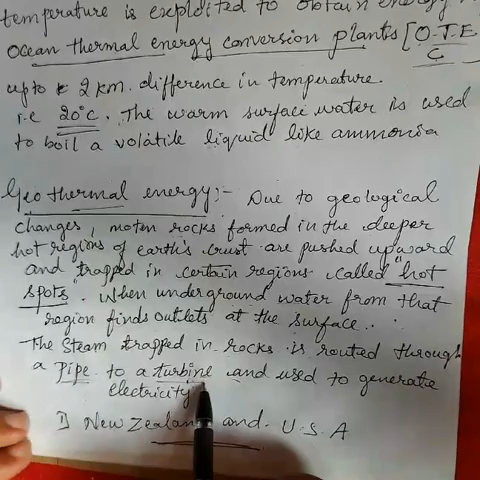 temperature is exploited to obtain energy
Ocean thermal energy conversion plants [O.T.E
C
upto 2 km. difference in temperature.
i.e 20°c. The warm surface water is used
to boil a volatile liquid like ammonia
Geothermal energy:- Due to geological
changes, moten rocks formed in the deeper
hot regions of earth's crust are pushed upward
and trapped in certain regions called "hot
spots". When underground water from that
region finds outlets at the surface..
The Steam trapped in rocks is routed through
a Pipe to a turbine and used to generate
electricity
New Zealand and U.S.A